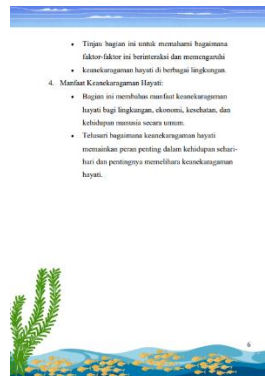 • Tinjau bagian ini untuk memahami bagaimana
faktor-faktor ini berinteraksi dan memengaruhi
• keanekaragaman hayati di berbagai lingkungan.
4. Manfaat Keanekaragaman Hayati:
• Bagian ini membahas manfaat keanekaragaman
hayati bagi lingkungan, ekonomi, kesehatan, dan
kehidupan manusia secara umum.
• Telusuri bagaimana keanekaragaman hayati
memainkan peran penting dalam kehidupan sehari-
hari dan pentingnya memelihara keanekaragaman
hayati.
6